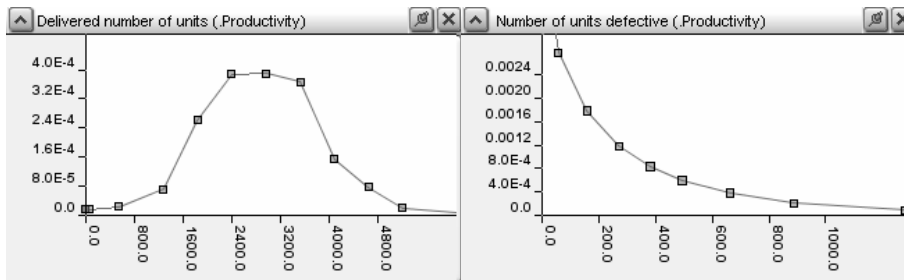 Delivered number of units (.Productivity)
4.0E-4
3.2E-4
2.4E-4
1.6E-4
8.0E-5
0.0
0.0
800.0
1600.0
2400.0
3200.0
4000.0
4800.0
Number of units defective (.Productivity)
0.0024
0.0020
0.0016
0.0012
8.0E-4
4.0E-4
0.0
0.0
200.0
400.0
600.0
800.0
1000.0